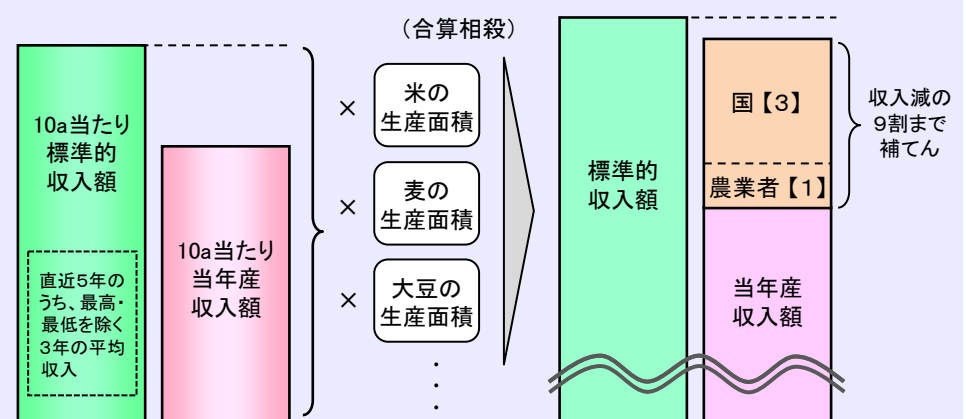 (合算相殺)
10a当たり
標準的
収入額
直近5年の
うち、最高・
最低を除く
3年の平均
収入
10a当たり
当年産
収入額
×
米の
生産面積
×
麦の
生産面積
×
大豆の
生産面積
・
・
・
標準的
収入額
国【3】
農業者【1】
当年産
収入額
収入減の
9割まで
補てん